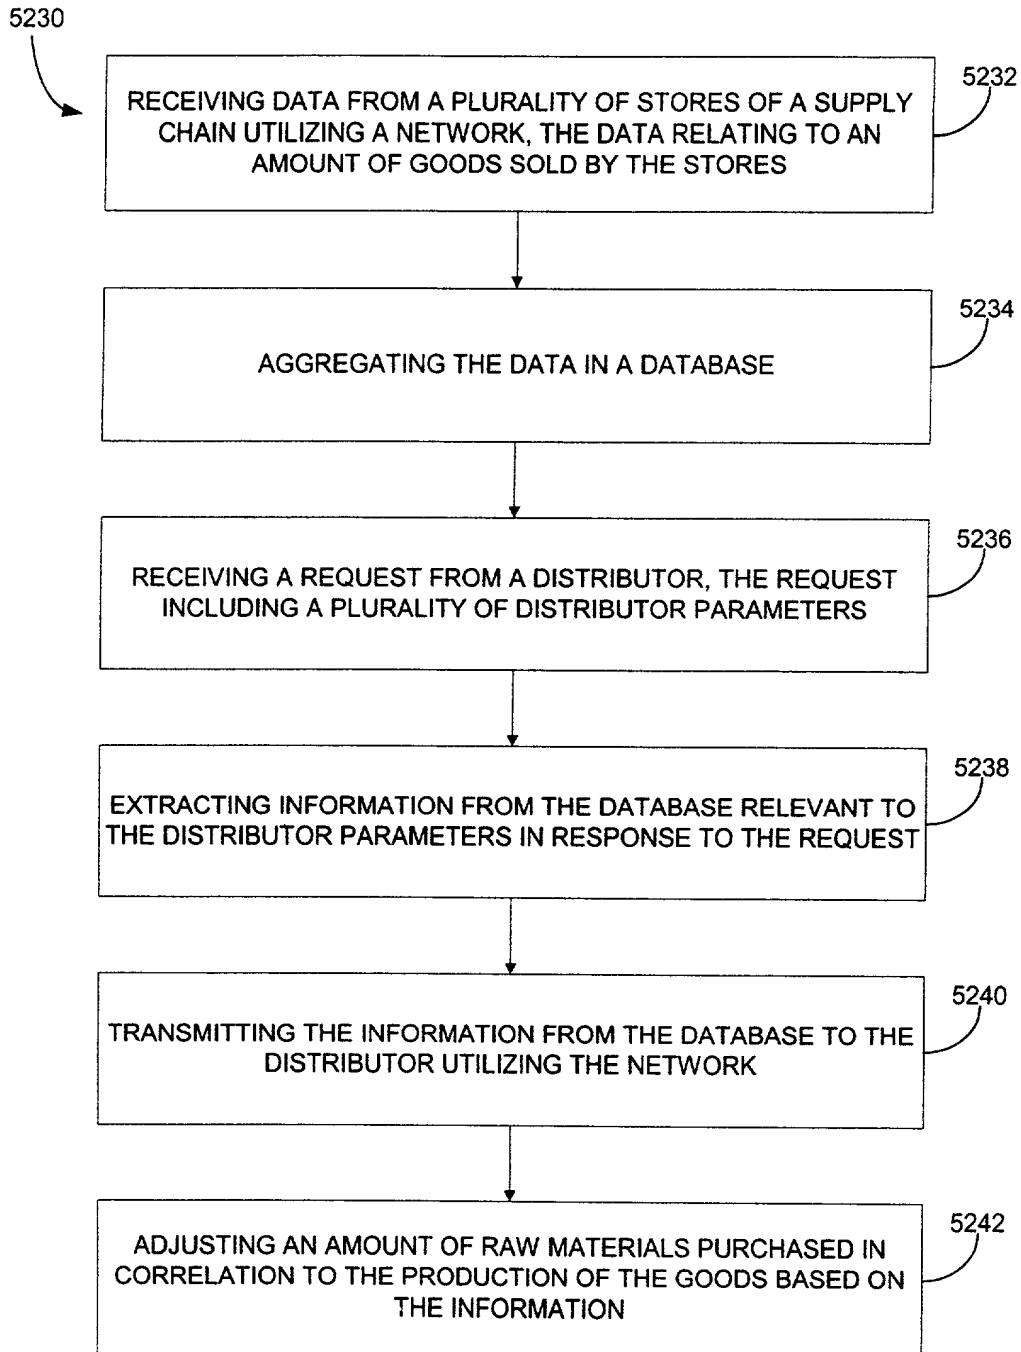 5230
5232
RECEIVING DATA FROM A PLURALITY OF STORES OF A SUPPLY
CHAIN UTILIZING A NETWORK, THE DATA RELATING TO AN
AMOUNT OF GOODS SOLD BY THE STORES
5234
AGGREGATING THE DATA IN A DATABASE
5236
RECEIVING A REQUEST FROM A DISTRIBUTOR, THE REQUEST
INCLUDING A PLURALITY OF DISTRIBUTOR PARAMETERS
5238
EXTRACTING INFORMATION FROM THE DATABASE RELEVANT TO
THE DISTRIBUTOR PARAMETERS IN RESPONSE TO THE REQUEST
5240
TRANSMITTING THE INFORMATION FROM THE DATABASE TO THE
DISTRIBUTOR UTILIZING THE NETWORK
5242
ADJUSTING AN AMOUNT OF RAW MATERIALS PURCHASED IN
CORRELATION TO THE PRODUCTION OF THE GOODS BASED ON
THE INFORMATION